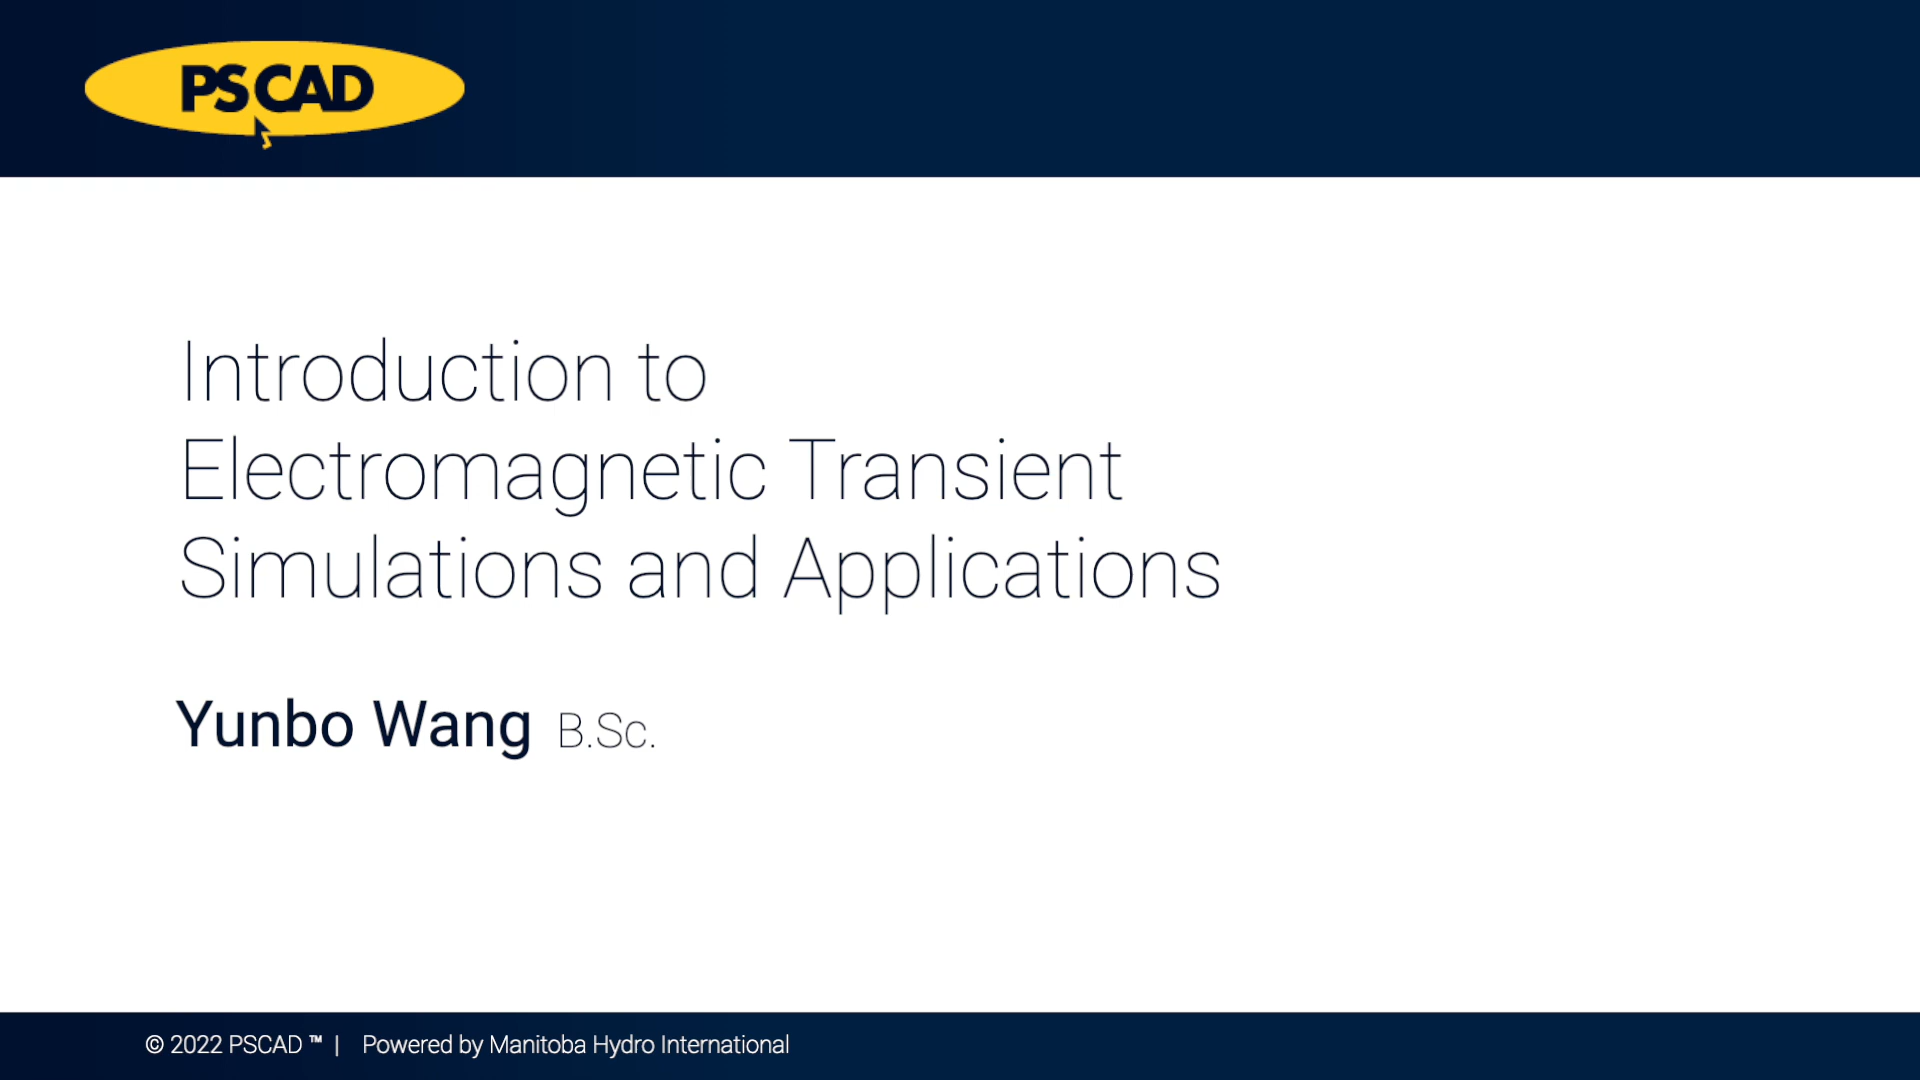 PSCAD
Introduction to
Electromagnetic Transient
Simulations and Applications
Yunbo Wang B.Sc.
© 2022 PSCAD ™ | Powered by Manitoba Hydro International